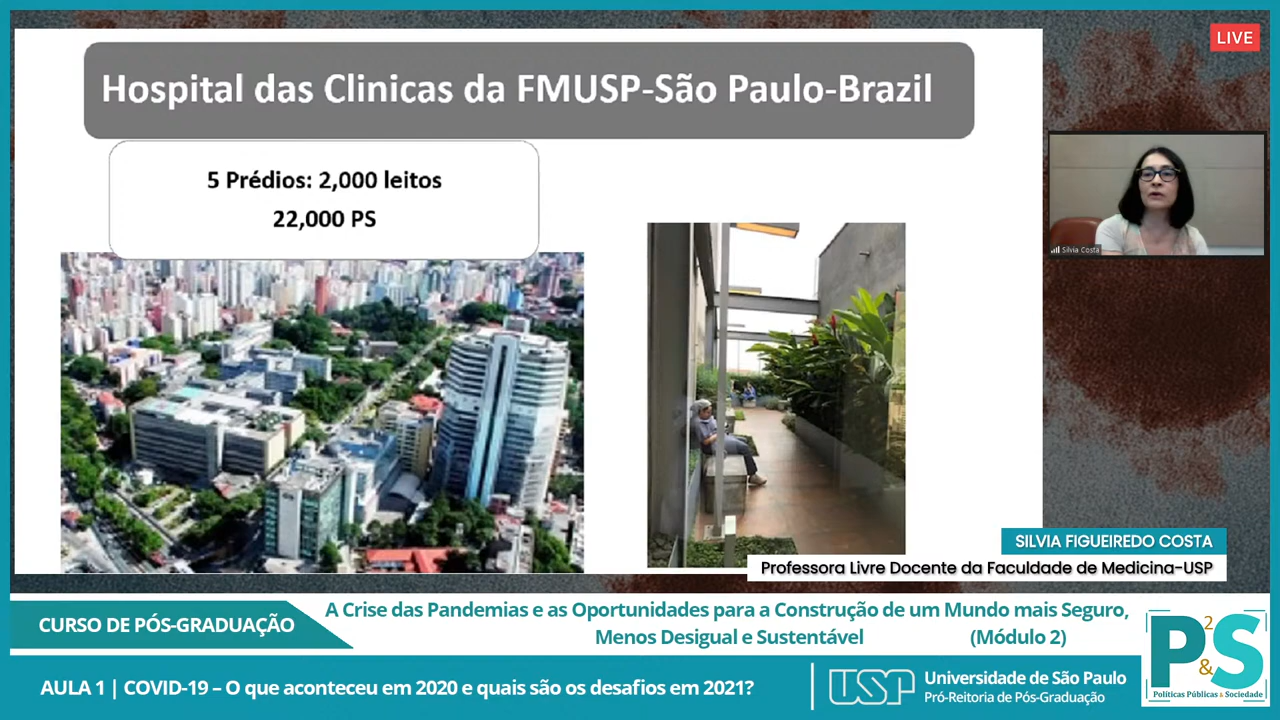 LIVE
Hospital das Clinicas da FMUSP-São Paulo-Brazil
5 Prédios: 2,000 leitos
22,000 PS
Silvia Costa
SILVIA FIGUEIREDO COSTA
Professora Livre Docente da Faculdade de Medicina-USP
CURSO DE PÓS-GRADUAÇÃO
A Crise das Pandemias e as Oportunidades para a Construção de um Mundo mais Seguro,
Menos Desigual e Sustentável (Módulo 2)
AULA 1 | COVID-19 – O que aconteceu em 2020 e quais são os desafios em 2021?
USP
Universidade de São Paulo
Pró-Reitoria de Pós-Graduação
P2&S
Políticas Públicas & Sociedade